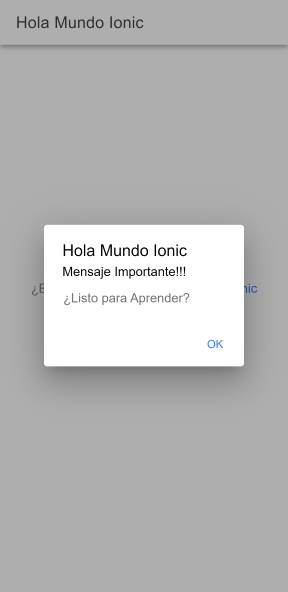 Hola Mundo Ionic
Hola Mundo Ionic
Mensaje Importante!!!
¿Listo para Aprender?
OK